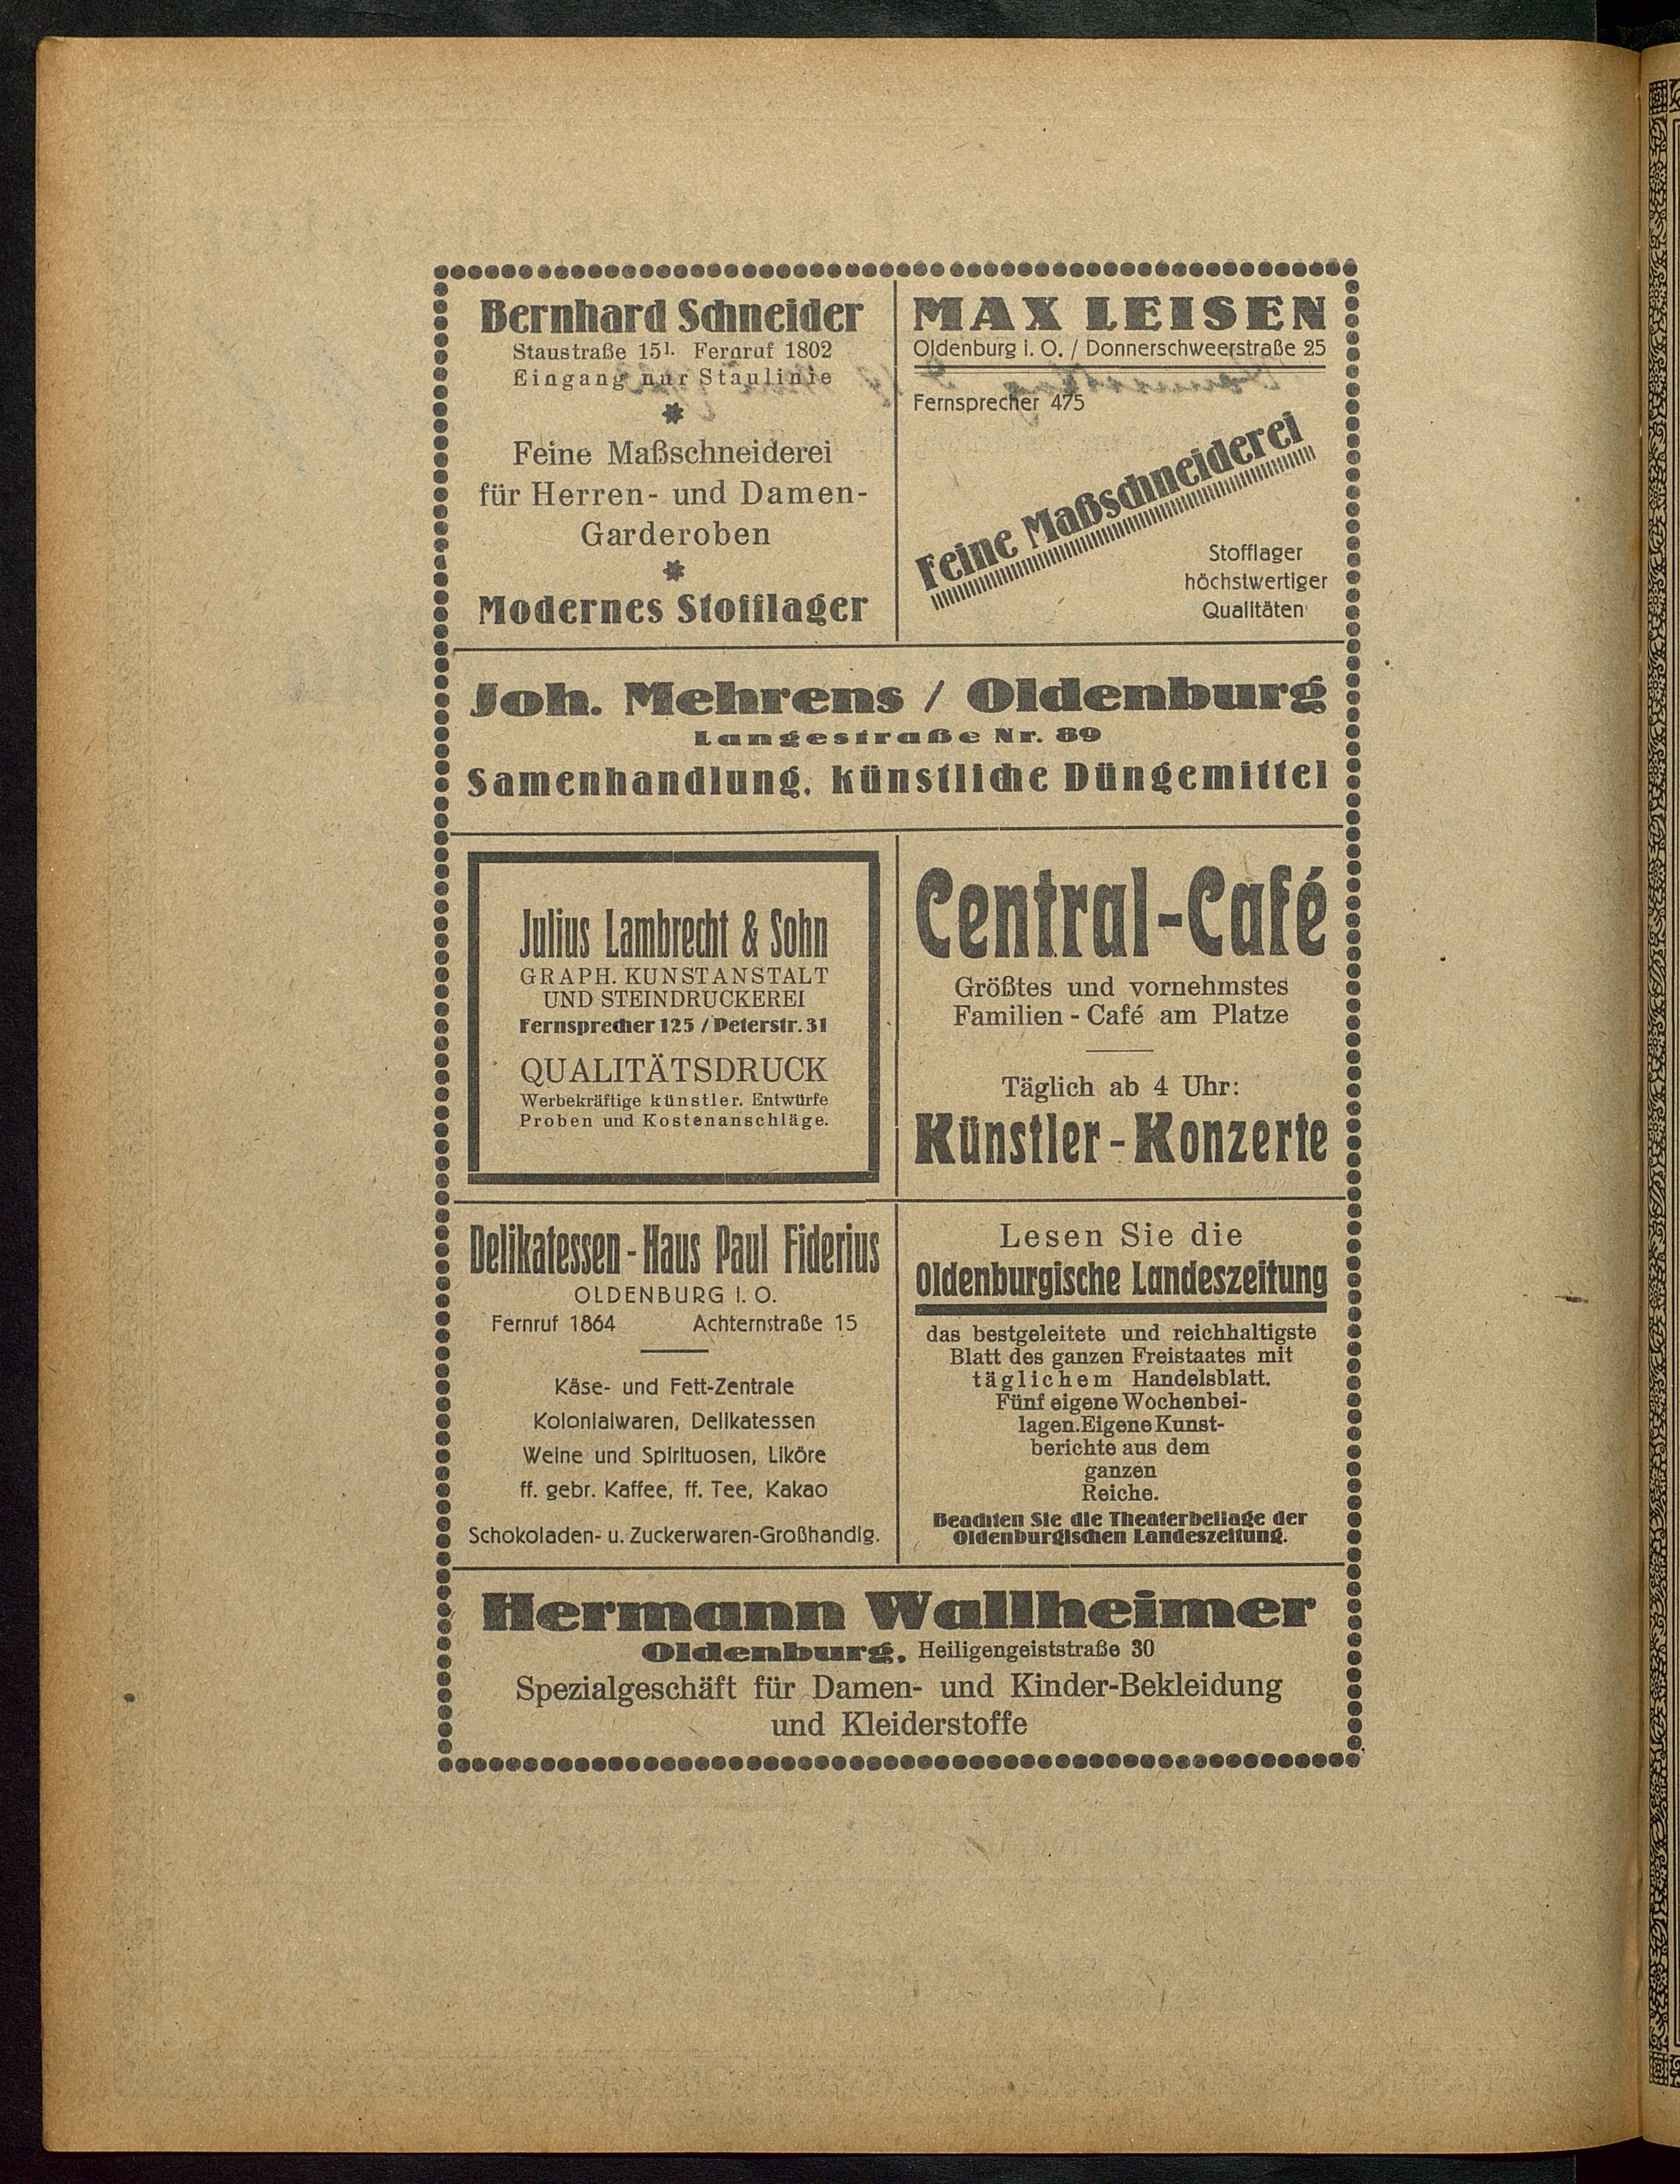 Bernhard Schneider
Staustraße 15¹· Fernruf 1802
Eingang nur Staulinie
Feine Maßschneiderei
für Herren- und Damen-
Garderoben
Modernes Stofflager
MAX LEISEN
Oldenburg i. O. / Donnerschweerstraße 25
Fernsprecher 475
Feine Maßschneiderei
Stofflager
höchstwertiger
Qualitäten
Joh. Mehrens / Oldenburg
Langestraße Nr. 89
Samenhandlung, künstliche Düngemittel
Julius Lambrecht & Sohn
GRAPH. KUNSTANSTALT
UND STEINDRUCKEREI
Fernsprecher 125 / Peterstr. 31
QUALITÄTSDRUCK
Werbekräftige künstler. Entwürfe
Proben und Kostenanschläge.
Central-Café
Größtes und vornehmstes
Familien-Café am Platze
Täglich ab 4 Uhr:
Künstler-Konzerte
Delikatessen-Haus Paul Fiderius
OLDENBURG I. O.
Fernruf 1864 Achternstraße 15
Käse- und Fett-Zentrale
Kolonialwaren, Delikatessen
Weine und Spirituosen, Liköre
ff. gebr. Kaffee, ff. Tee, Kakao
Schokoladen- u. Zuckerwaren-Großhandlg.
Lesen Sie die
Oldenburgische Landeszeitung
das bestgeleitete und reichhaltigste
Blatt des ganzen Freistaates mit
täglichem Handelsblatt.
Fünf eigene Wochenbei-
lagen. Eigene Kunst-
berichte aus dem
ganzen
Reiche.
Beachten Sie die Theaterbeilage der
Oldenburgischen Landeszeitung.
Hermann Wallheimer
Oldenburg, Heiligengeiststraße 30
Spezialgeschäft für Damen- und Kinder-Bekleidung
und Kleiderstoffe